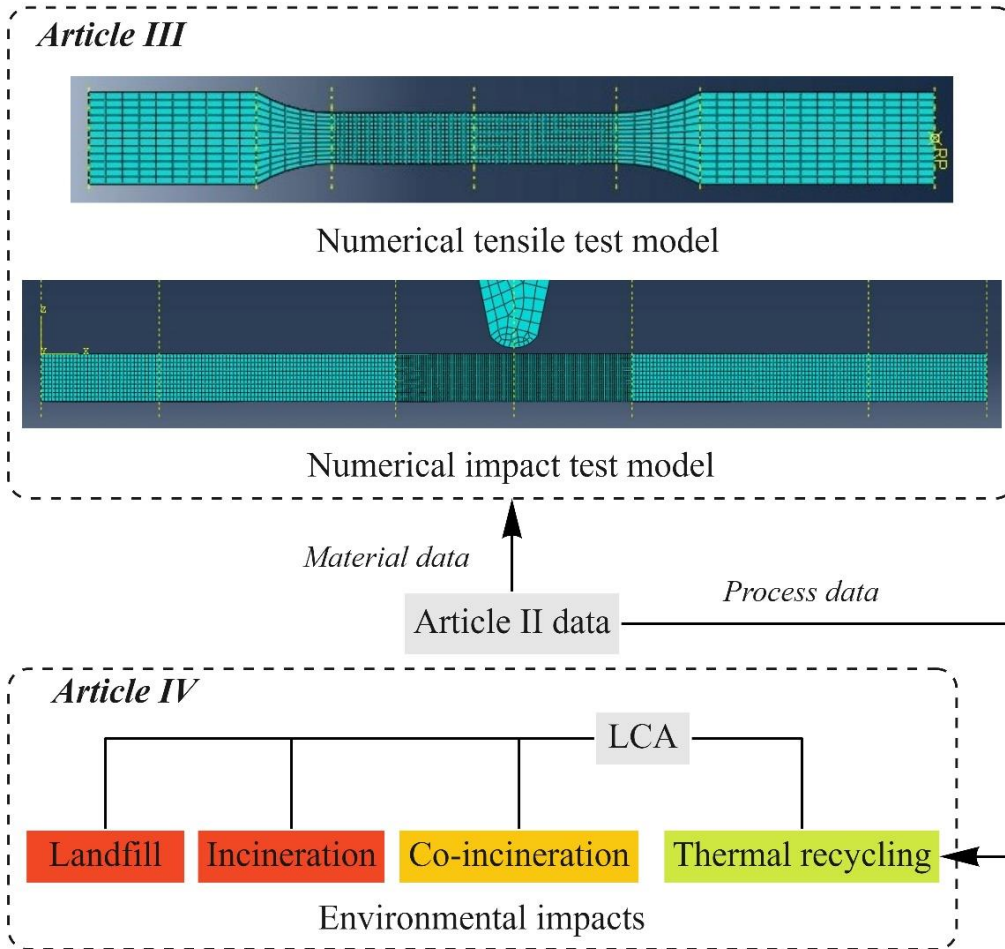 Article III
RP
Numerical tensile test model
Z
Y
X
Numerical impact test model
Material data
Process data
Article II data
Article IV
LCA
Landfill
Incineration
Co-incineration
Thermal recycling
Environmental impacts